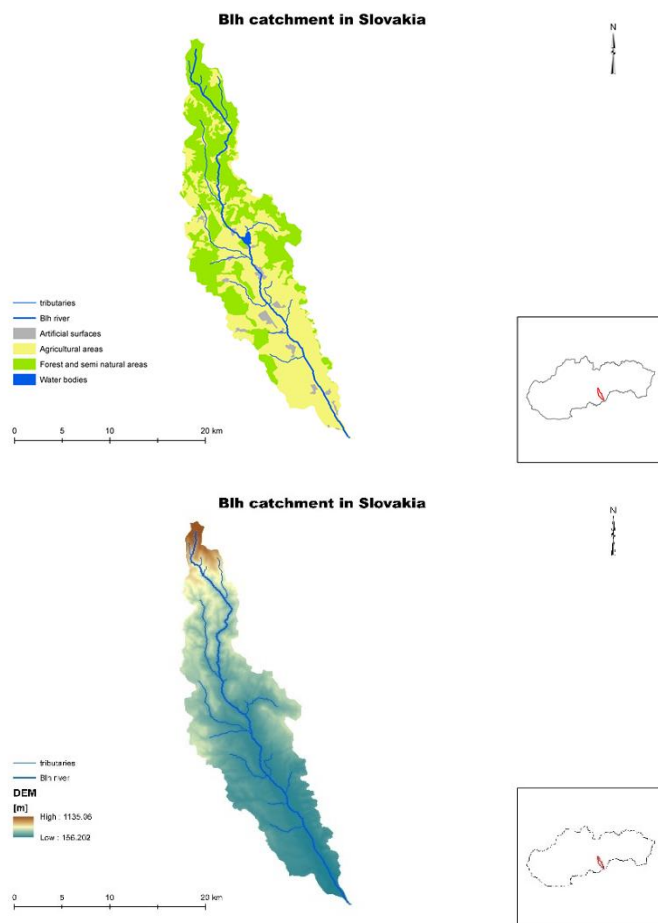 Blh catchment in Slovakia
N
tributaries
Blh river
Artificial surfaces
Agricultural areas
Forest and semi natural areas
Water bodies
0 5 10 20 km
Blh catchment in Slovakia
N
tributaries
Blh river
DEM
[m]
High : 1135.06
Low : 156.202
0 5 10 20 km